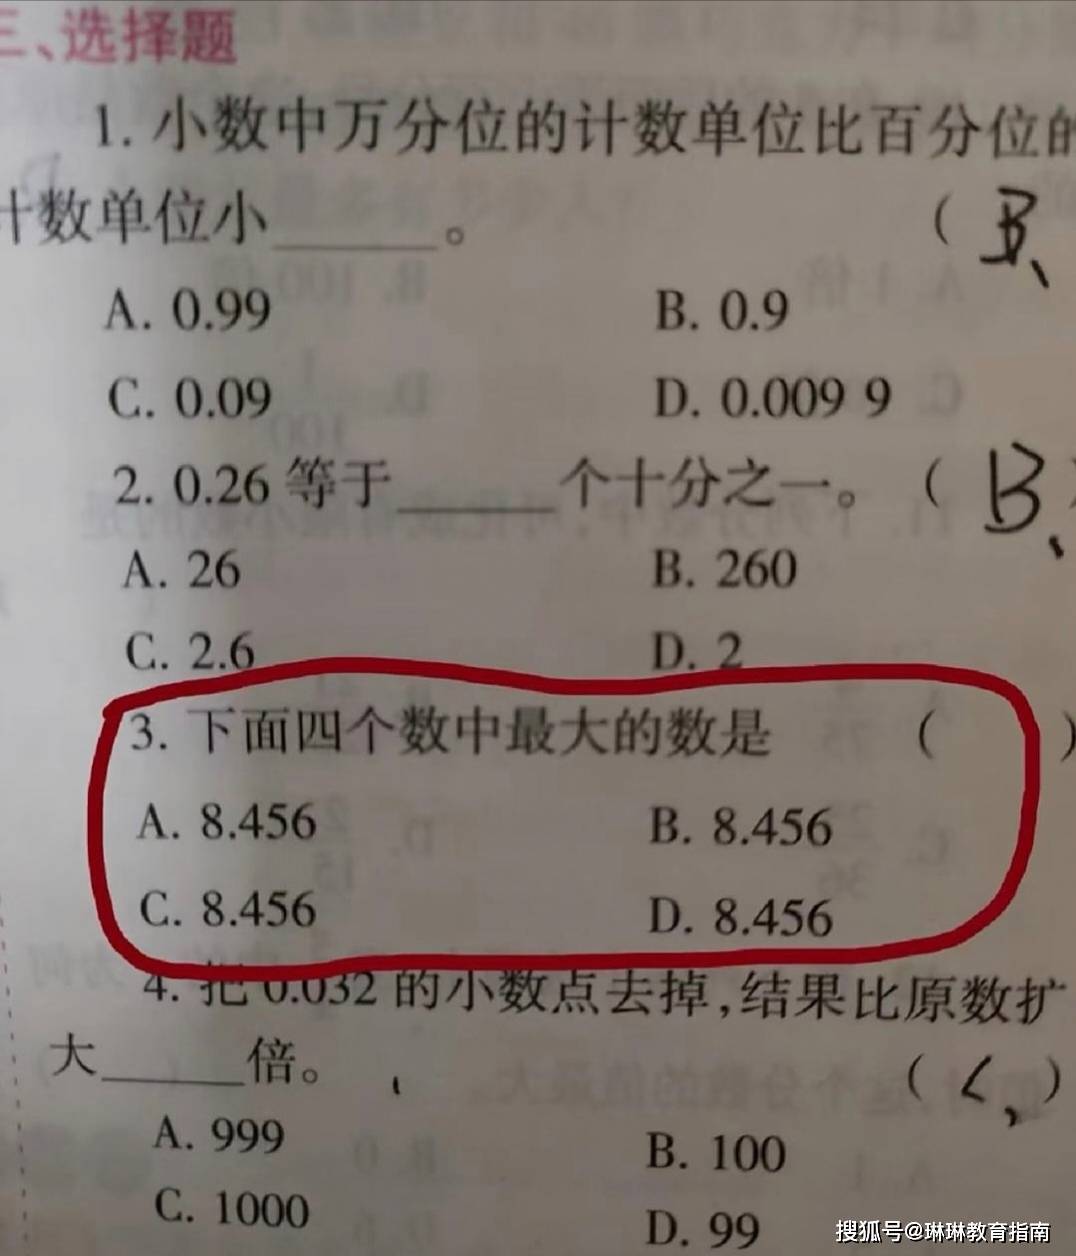 三、选择题
1. 小数中万分位的计数单位比百分位的
计数单位小______。 ( B、
A. 0.99 B. 0.9
C. 0.09 D. 0.009 9
2. 0.26 等于______个十分之一。 ( B、 )
A. 26 B. 260
C. 2.6 D. 2
3. 下面四个数中最大的数是 ( )
A. 8.456 B. 8.456
C. 8.456 D. 8.456
4. 把 0.032 的小数点去掉,结果比原数扩
大______倍。 ( C、 )
A. 999 B. 100
C. 1000 D. 99
搜狐号@琳琳教育指南